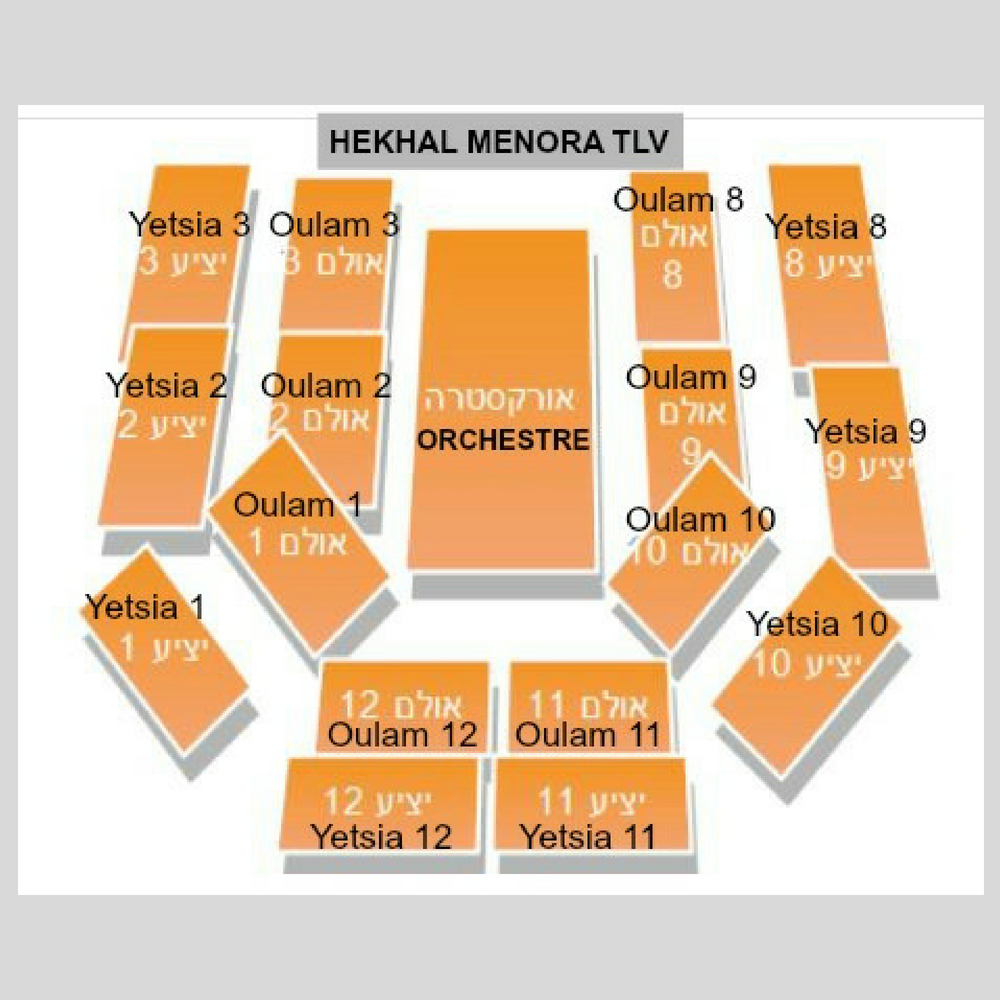 HEKHAL MENORA TLV
Yetsia 3
יציע 3
Oulam 3
אולם 3
Oulam 8
אולם
8
Yetsia 8
יציע 8
Yetsia 2
יציע 2
Oulam 2
אולם 2
אורקסטרה
ORCHESTRE
Oulam 9
אולם
9
Yetsia 9
יציע 9
Oulam 1
אולם 1
Oulam 10
אולם 10
Yetsia 1
יציע 1
Yetsia 10
יציע 10
אולם 12
Oulam 12
אולם 11
Oulam 11
יציע 12
Yetsia 12
יציע 11
Yetsia 11